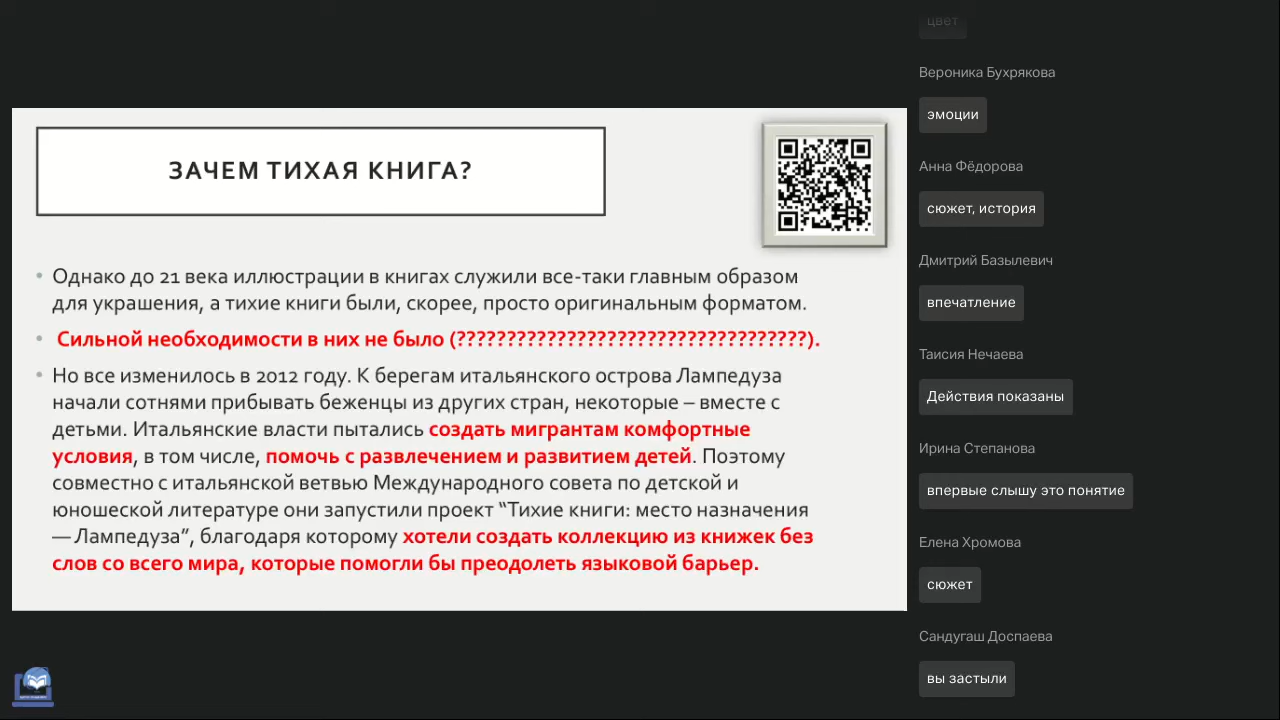 ЗАЧЕМ ТИХАЯ КНИГА?
• Однако до 21 века иллюстрации в книгах служили все-таки главным образом
для украшения, а тихие книги были, скорее, просто оригинальным форматом.
• Сильной необходимости в них не было (???????????????????????????????????).
• Но все изменилось в 2012 году. К берегам итальянского острова Лампедуза
начали сотнями прибывать беженцы из других стран, некоторые – вместе с
детьми. Итальянские власти пытались создать мигрантам комфортные
условия, в том числе, помочь с развлечением и развитием детей. Поэтому
совместно с итальянской ветвью Международного совета по детской и
юношеской литературе они запустили проект “Тихие книги: место назначения
— Лампедуза”, благодаря которому хотели создать коллекцию из книжек без
слов со всего мира, которые помогли бы преодолеть языковой барьер.
цвет
Вероника Бухрякова
эмоции
Анна Фёдорова
сюжет, история
Дмитрий Базылевич
впечатление
Таисия Нечаева
Действия показаны
Ирина Степанова
впервые слышу это понятие
Елена Хромова
сюжет
Сандугаш Доспаева
вы застыли